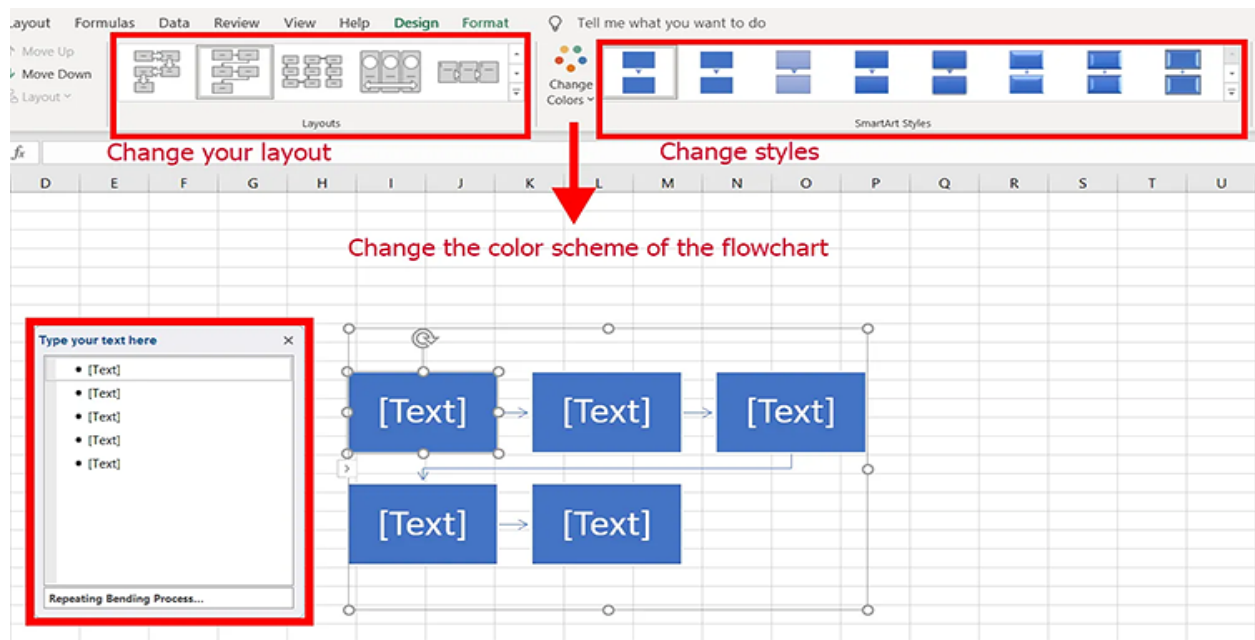 Layout Formulas Data Review View Help Design Format Tell me what you want to do
Move Up
Move Down
Layout
Change
Colors
Layouts
SmartArt Styles
fx
Change your layout
Change styles
D E F G H I J K L M N O P Q R S T U
Change the color scheme of the flowchart
Type your text here
• [Text]
• [Text]
• [Text]
• [Text]
• [Text]
Repeating Bending Process...
[Text] [Text] [Text]
[Text] [Text]